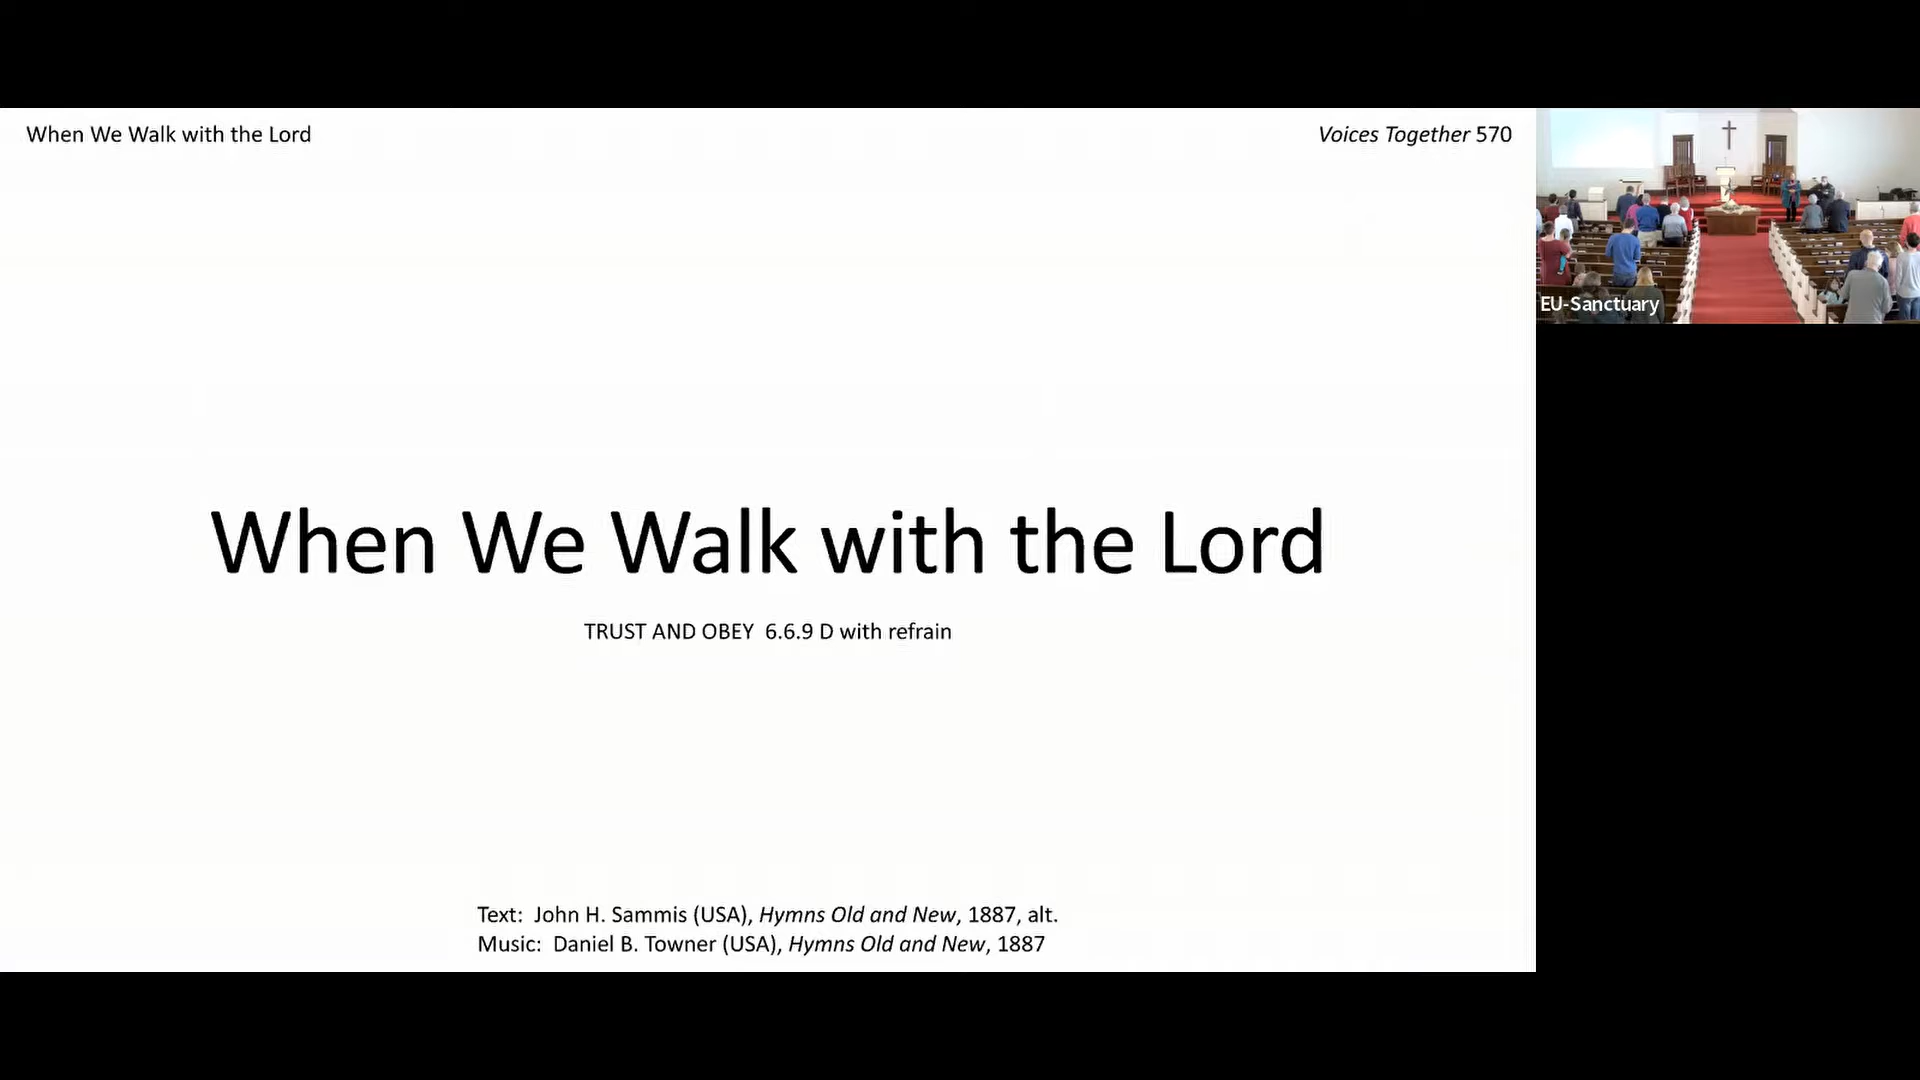 When We Walk with the Lord
Voices Together 570
EU-Sanctuary
When We Walk with the Lord
TRUST AND OBEY 6.6.9 D with refrain
Text: John H. Sammis (USA), Hymns Old and New, 1887, alt.
Music: Daniel B. Towner (USA), Hymns Old and New, 1887